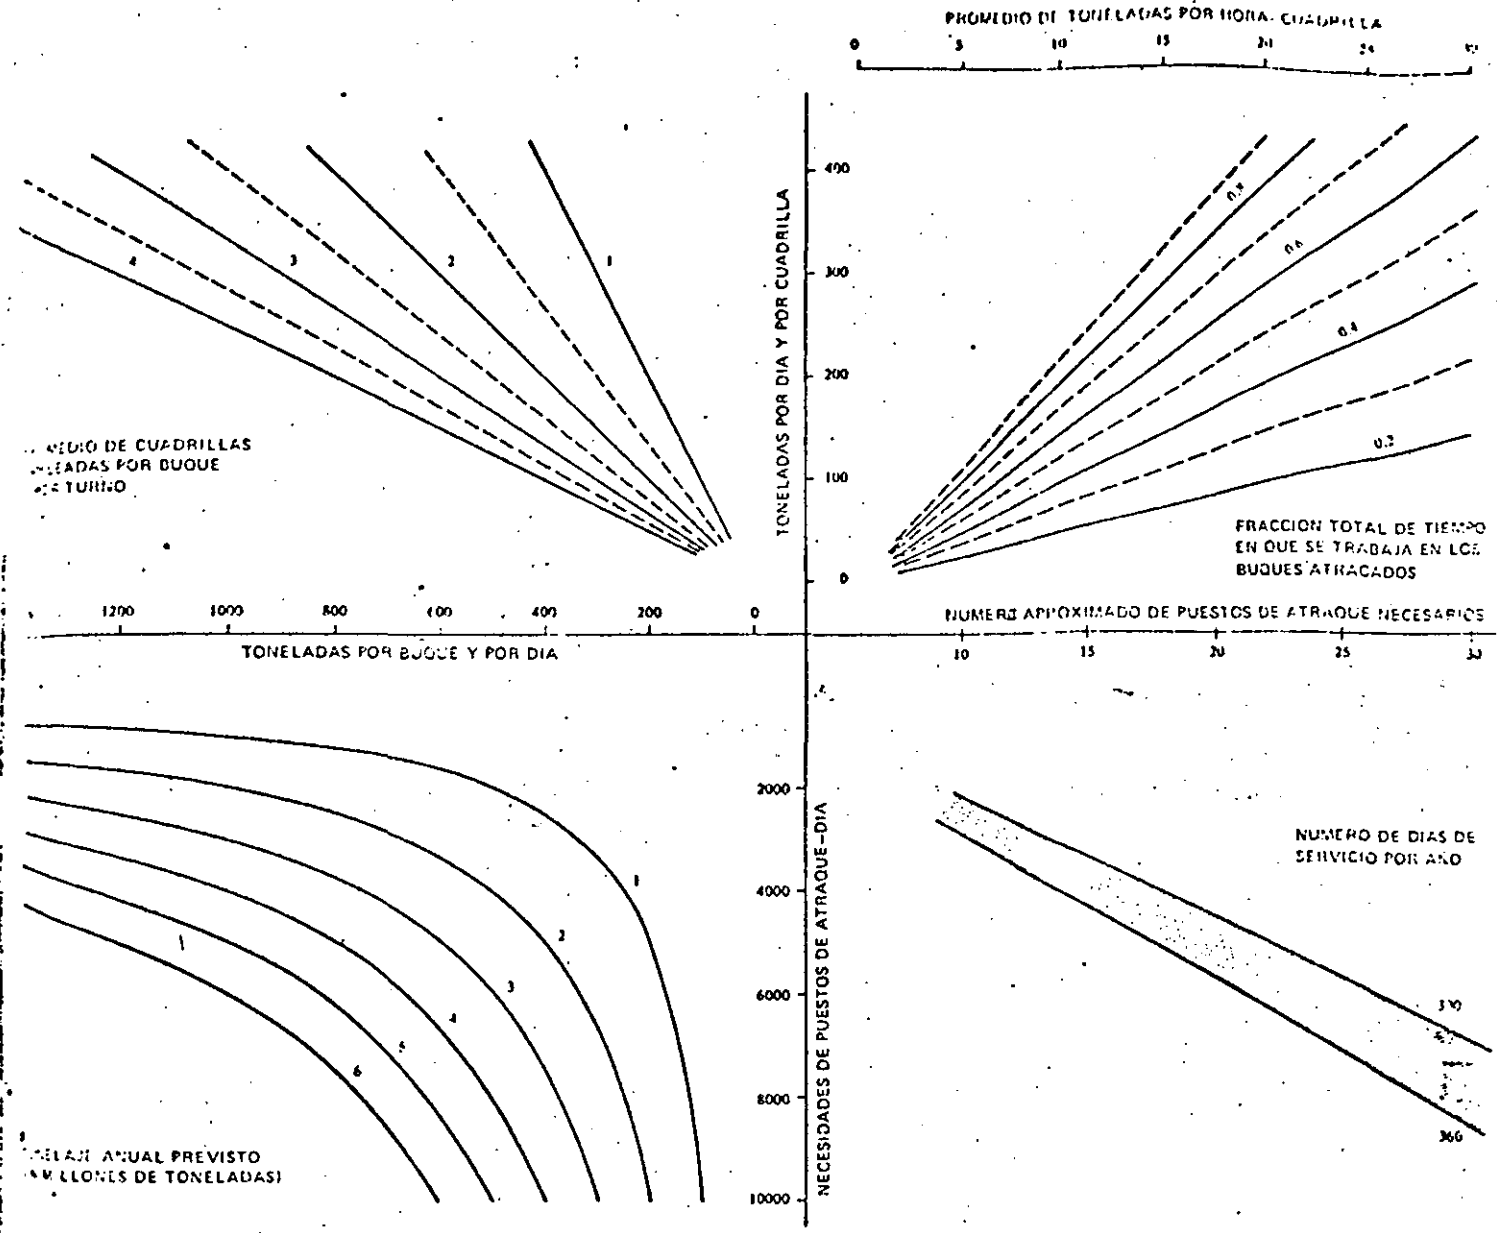 PROMEDIO DE TONELADAS POR HORA-CUADRILLA
0 5 10 15 20
TONELADAS POR DIA Y POR CUADRILLA
400
300
200
100
0
4 3 2 1
0.6
0.4
0.2
DE CUADRILLAS
POR BUQUE
TURNO
FRACCION TOTAL DE TIEMPO
EN QUE SE TRABAJA EN LOS
BUQUES ATRACADOS
1200 1000 800 600 400 200 0
TONELADAS POR BUQUE Y POR DIA
NUMERO APROXIMADO DE PUESTOS DE ATRAQUE NECESARIOS
10 15 20 25 30
NECESIDADES DE PUESTOS DE ATRAQUE-DIA
2000
4000
6000
8000
10000
1
2
3
4
5
6
NUMERO DE DIAS DE
SERVICIO POR AÑO
360
ANUAL PREVISTO
MILLONES DE TONELADAS)